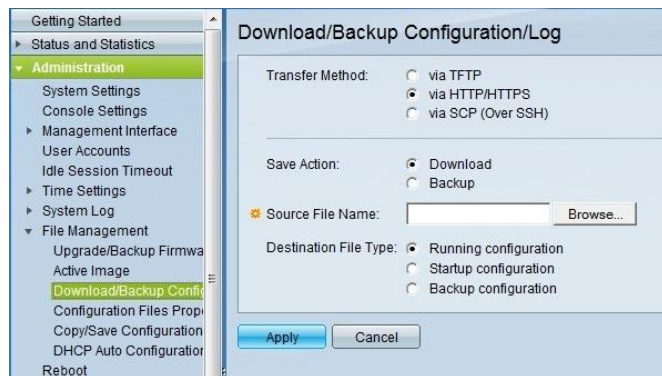 Getting Started
Status and Statistics
Administration
System Settings
Console Settings
Management Interface
User Accounts
Idle Session Timeout
Time Settings
System Log
File Management
Upgrade/Backup Firmwa
Active Image
Download/Backup Config
Configuration Files Prope
Copy/Save Configuration
DHCP Auto Configuration
Reboot
Download/Backup Configuration/Log
Transfer Method:
via TFTP
via HTTP/HTTPS
via SCP (Over SSH)
Save Action:
Download
Backup
Source File Name:
Browse...
Destination File Type:
Running configuration
Startup configuration
Backup configuration
Apply
Cancel